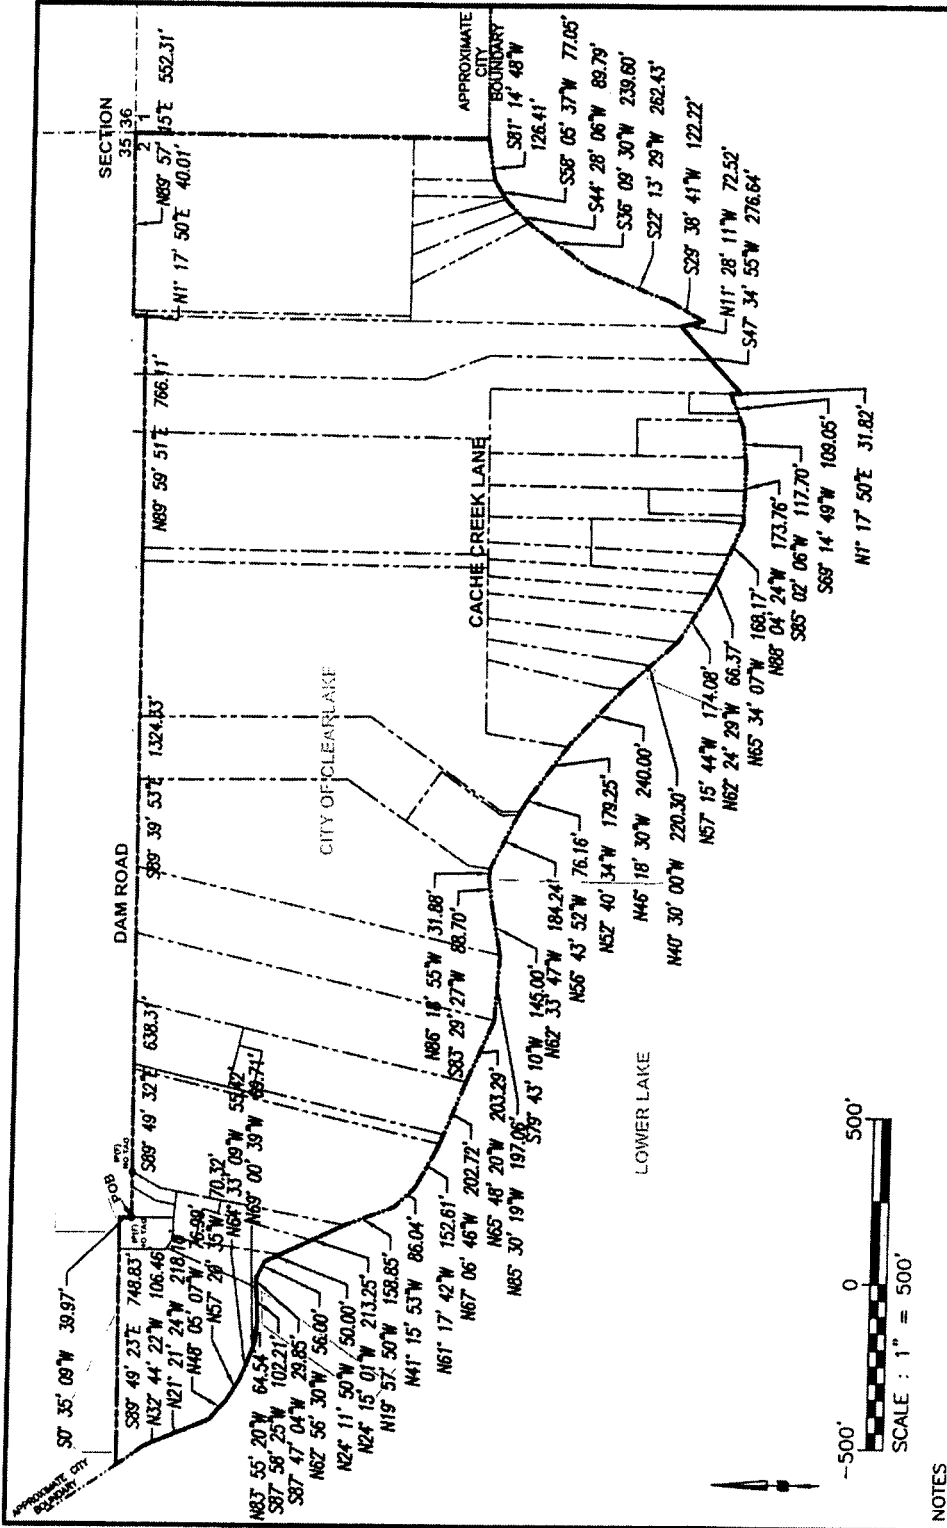 SECTION
35 36
2 1
N89° 57' 15"E 552.31'
N1° 17' 50"E 40.01'
APPROXIMATE
CITY
BOUNDARY
S81° 14' 48"W
126.41'
S58° 05' 37"W 77.05'
S44° 28' 06"W 89.79'
S36° 09' 30"W 239.60'
S22° 13' 29"W 262.43'
S29° 38' 41"W 122.22'
N11° 28' 11"W 72.52'
S47° 34' 55"W 276.64'
N89° 59' 51"E 766.11'
CACHE CREEK LANE
N1° 17' 50"E 31.82'
S69° 14' 49"W 109.05'
S85° 02' 06"W 117.70'
N88° 04' 24"W 173.76'
N65° 34' 07"W 168.17'
N62° 24' 29"W 66.37'
N57° 15' 44"W 174.08'
DAM ROAD
S89° 39' 53"E 1324.33'
CITY OF CLEARLAKE
N40° 30' 00"W 220.30'
N46° 18' 30"W 240.00'
N52° 40' 34"W 179.25'
N56° 43' 52"W 76.16'
N62° 33' 47"W 184.24'
N86° 18' 55"W 31.88'
S83° 29' 27"W 88.70'
S79° 43' 10"W 145.00'
N85° 30' 19"W 197.06'
N65° 48' 20"W 203.29'
N67° 06' 46"W 202.72'
N61° 17' 42"W 152.61'
N41° 15' 53"W 86.04'
N19° 57' 50"W 158.85'
N24° 15' 01"W 213.25'
N24° 11' 50"W 50.00'
N62° 56' 30"W 56.00'
S87° 47' 04"W 29.85'
S87° 58' 25"W 102.21'
N83° 55' 20"W 64.54'
LOWER LAKE
S89° 49' 32"E 638.31'
POB
IP(F)
NO TAG
IP(F)
NO TAG
S0° 35' 09"W 39.97'
S89° 49' 23"E 748.83'
N32° 44' 22"W 106.46'
N21° 21' 24"W
N48° 05' 07"W 76.99'
N57° 20' 35"W 70.32'
N64° 33' 09"W 55.42'
N69° 00' 39"W 69.71'
APPROXIMATE CITY
BOUNDARY
-500' 0 500'
SCALE : 1" = 500'
NOTES